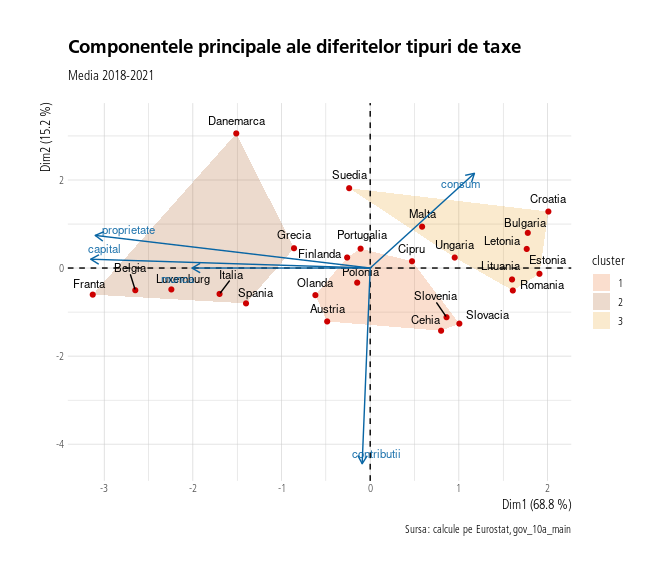 Componentele principale ale diferitelor tipuri de taxe
Media 2018-2021
Dim2 (15.2 %)
Danemarca
Suedia
consum
Croatia
Malta
Bulgaria
proprietate
Grecia
Portugalia
Letonia
capital
Finlanda
Cipru
Ungaria
Estonia
Belgia
Polonia
Lituania
Luxemburg
Italia
Franta
Olanda
Romania
Spania
Slovenia
Austria
Cehia
Slovacia
contributii
2
0
-2
-4
-3
-2
-1
0
1
2
Dim1 (68.8 %)
cluster
1
2
3
Sursa: calcule pe Eurostat, gov_10a_main